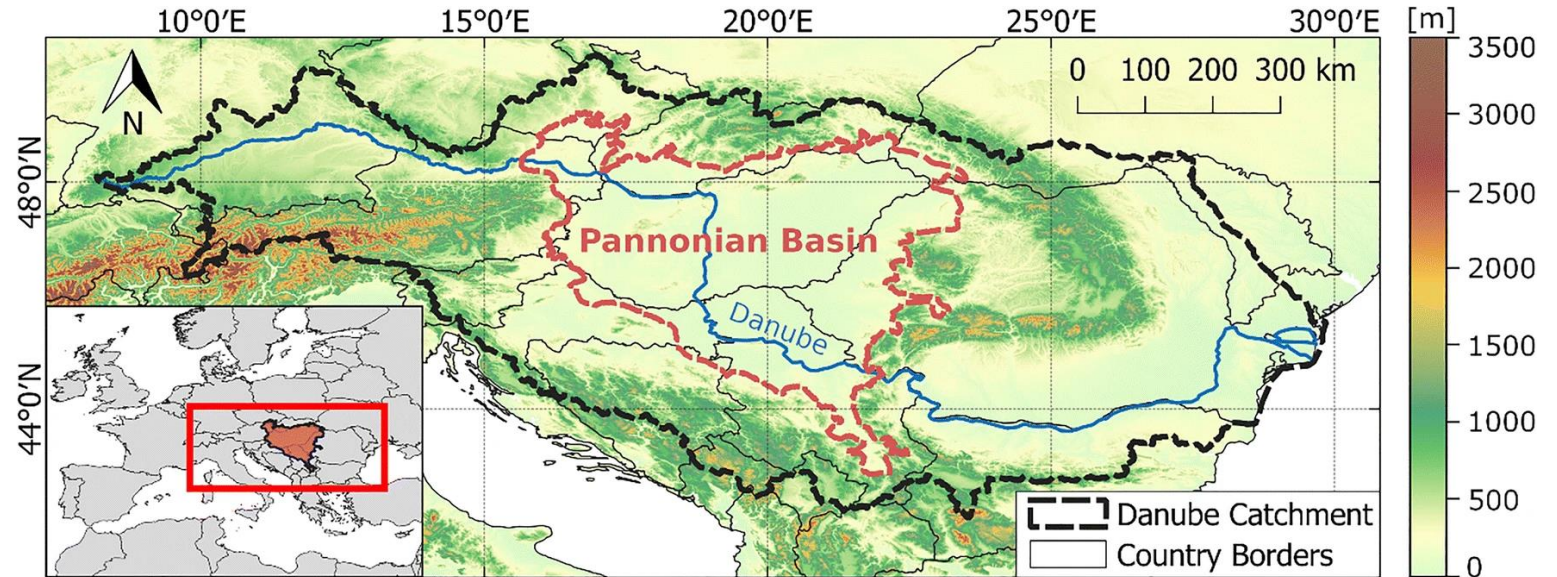 10°0′E 15°0′E 20°0′E 25°0′E 30°0′E [m]
0 100 200 300 km
N
48°0′N
44°0′N
Pannonian Basin
Danube
Danube Catchment
Country Borders
3500
3000
2500
2000
1500
1000
500
0